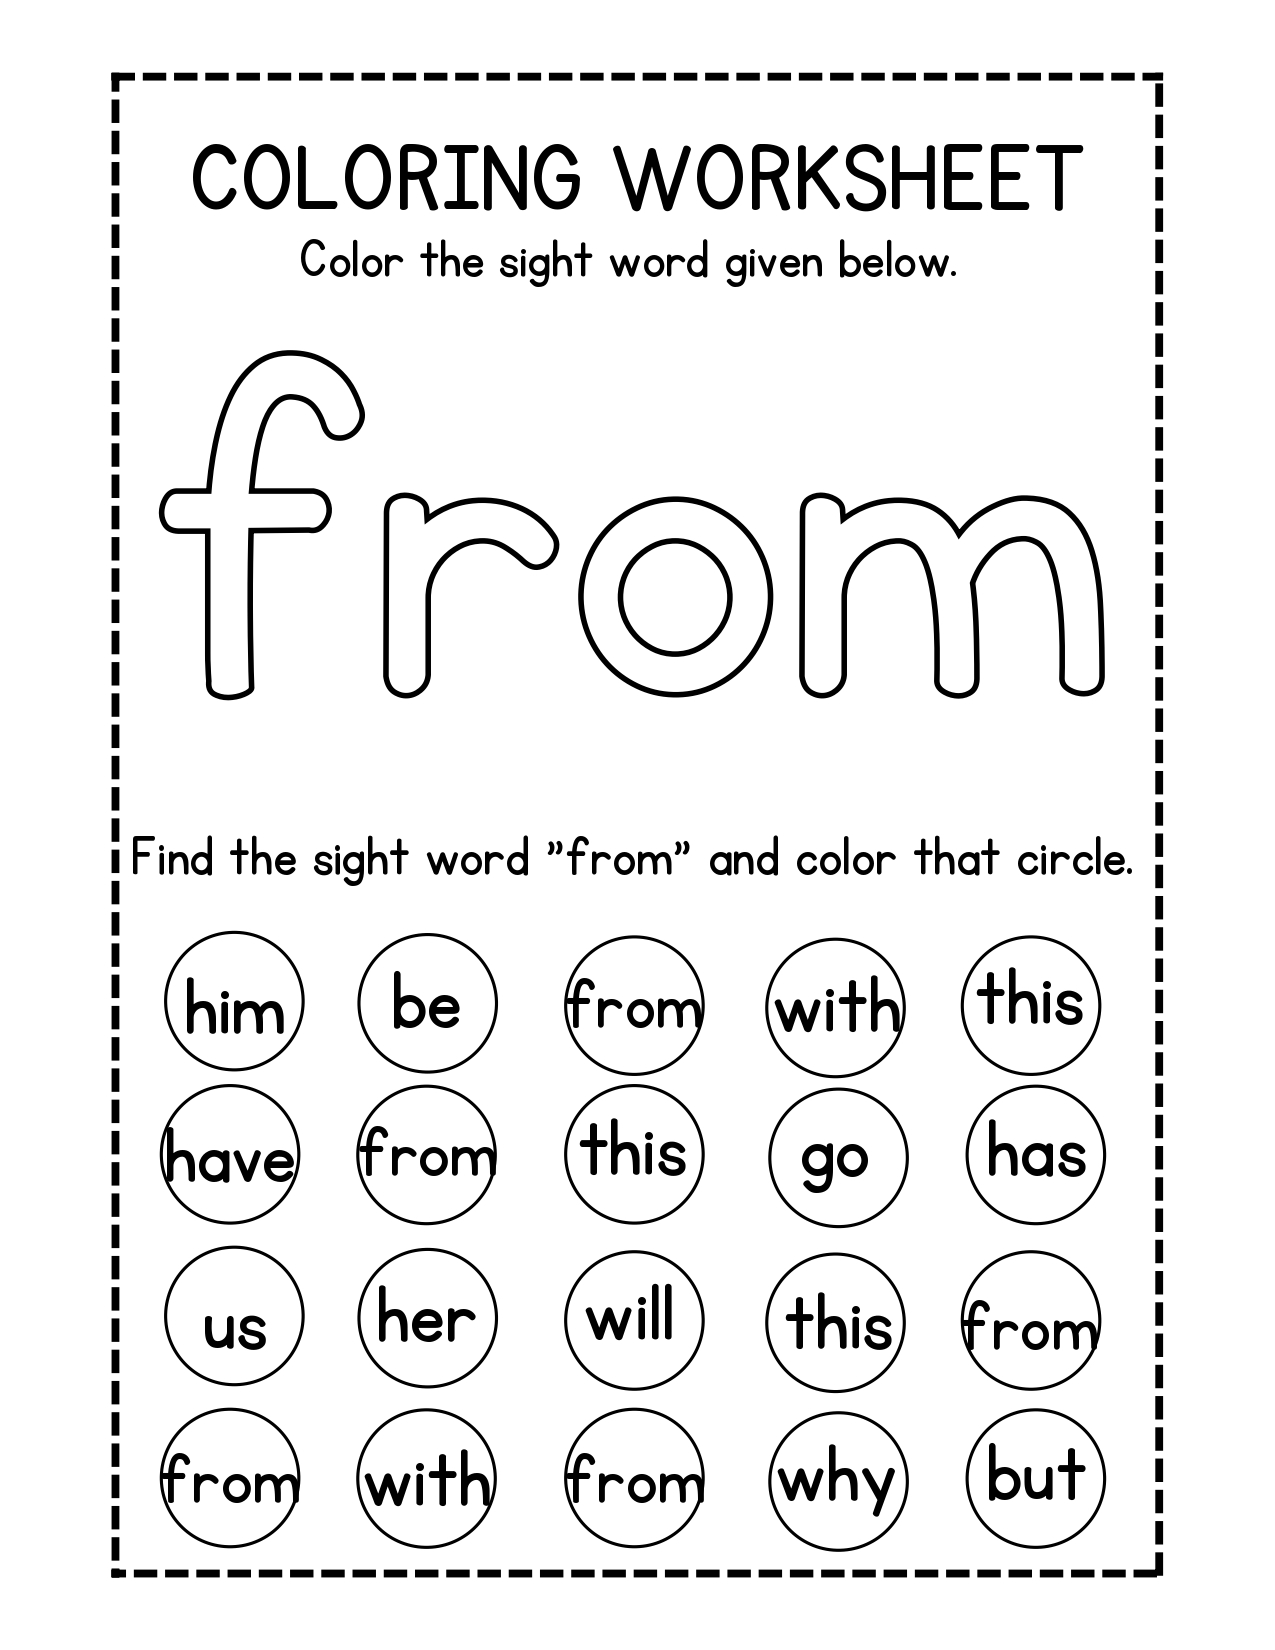 COLORING WORKSHEET
Color the sight word given below.
from
Find the sight word "from" and color that circle.
him be from with this
have from this go has
us her will this from
from with from why but